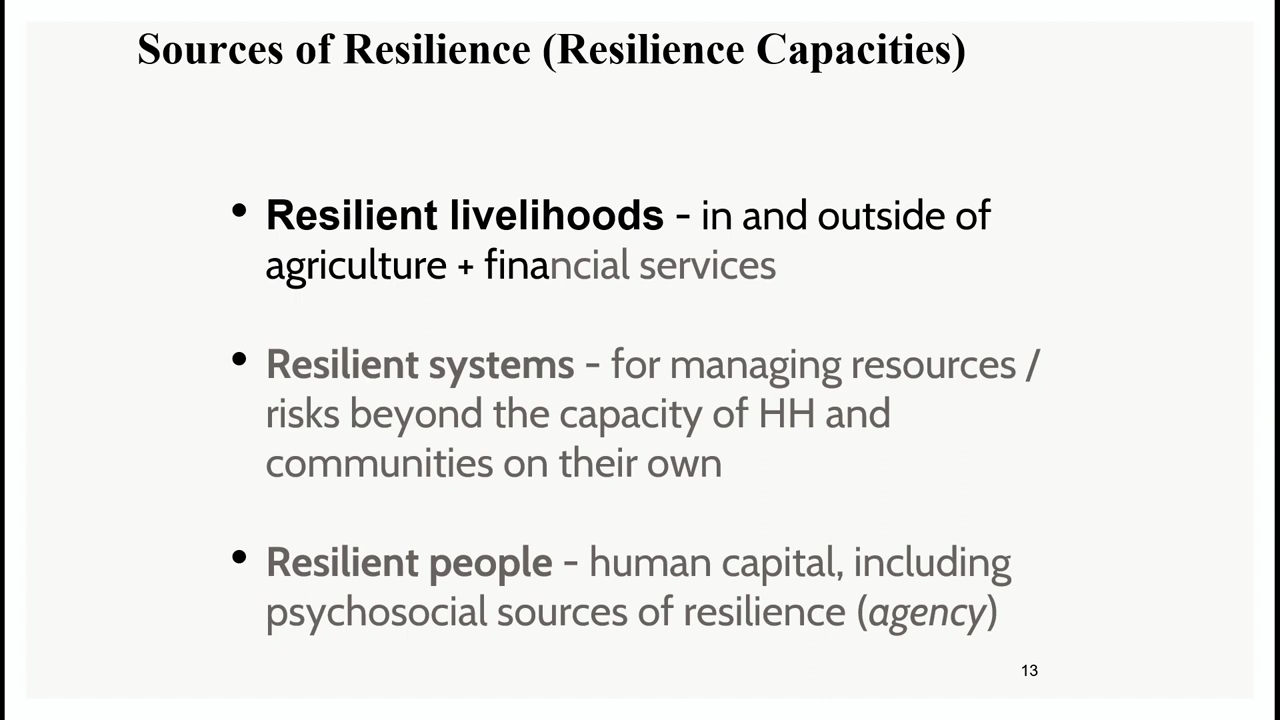 Sources of Resilience (Resilience Capacities)
• Resilient livelihoods - in and outside of
agriculture + financial services
• Resilient systems - for managing resources /
risks beyond the capacity of HH and
communities on their own
• Resilient people - human capital, including
psychosocial sources of resilience (agency)
13